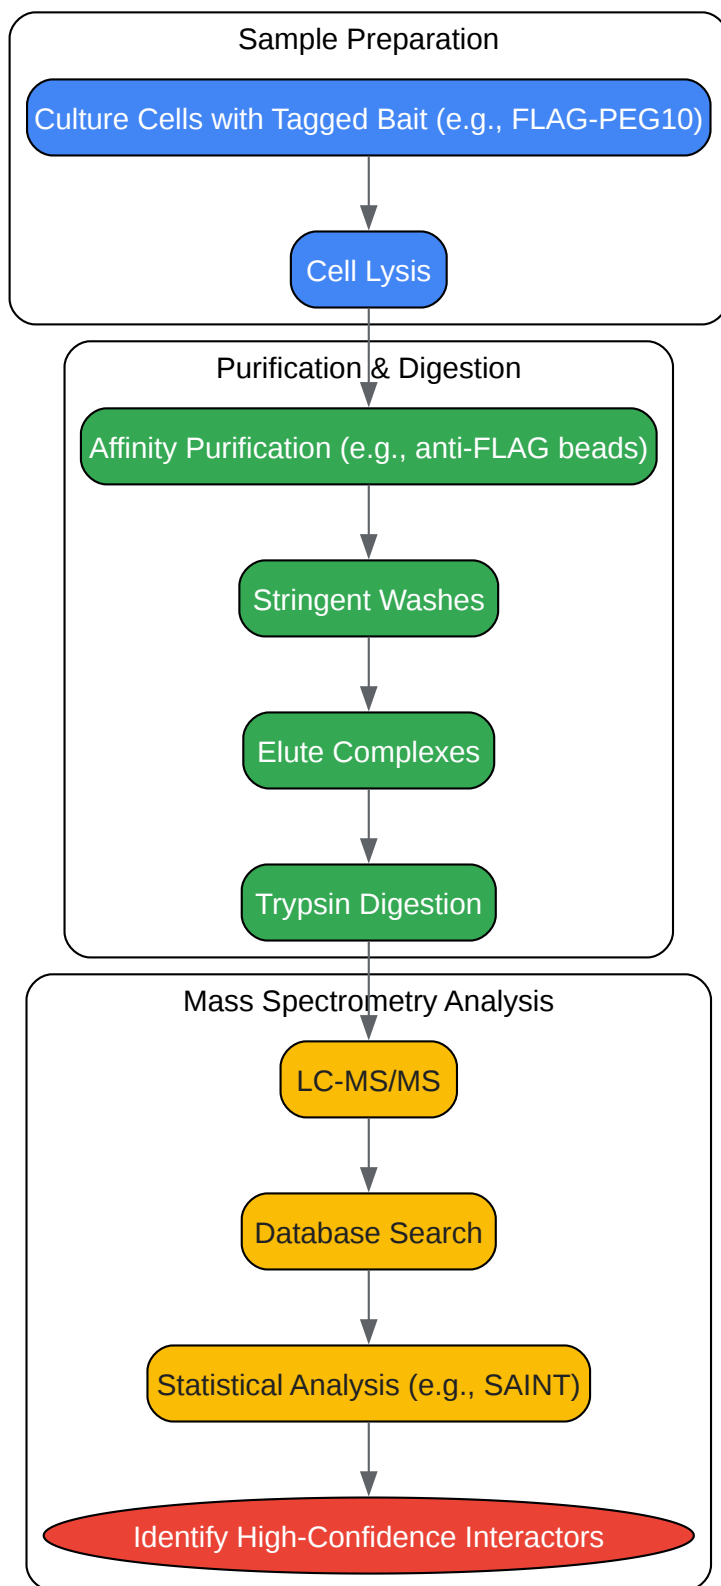 Sample Preparation
Culture Cells with Tagged Bait (e.g., FLAG-PEG10)
Cell Lysis
Purification & Digestion
Affinity Purification (e.g., anti-FLAG beads)
Stringent Washes
Elute Complexes
Trypsin Digestion
Mass Spectrometry Analysis
LC-MS/MS
Database Search
Statistical Analysis (e.g., SAINT)
Identify High-Confidence Interactors